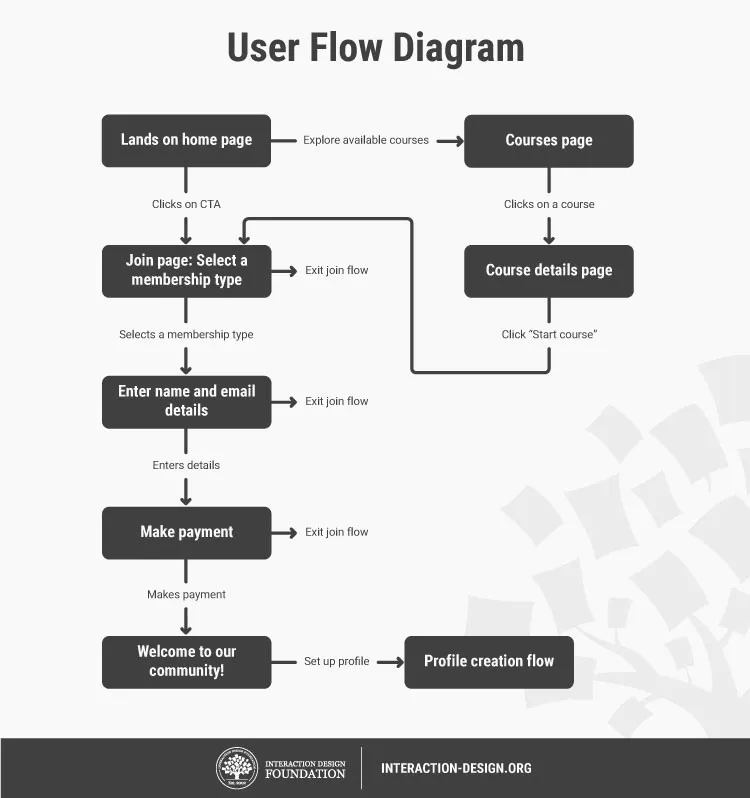 User Flow Diagram
Lands on home page
Explore available courses
Courses page
Clicks on CTA
Clicks on a course
Join page: Select a
membership type
Exit join flow
Course details page
Selects a membership type
Click “Start course”
Enter name and email
details
Exit join flow
Enters details
Make payment
Exit join flow
Makes payment
Welcome to our
community!
Set up profile
Profile creation flow
INTERACTION DESIGN
FOUNDATION
INTERACTION-DESIGN.ORG